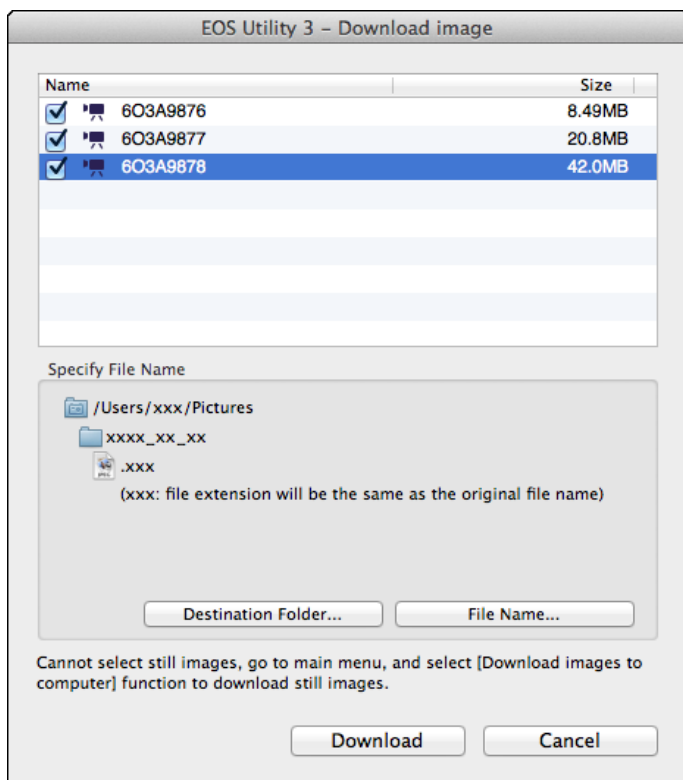 EOS Utility 3 – Download image
Name Size
6O3A9876 8.49MB
6O3A9877 20.8MB
6O3A9878 42.0MB
Specify File Name
/Users/xxx/Pictures
xxxx_xx_xx
.xxx
(xxx: file extension will be the same as the original file name)
Destination Folder... File Name...
Cannot select still images, go to main menu, and select [Download images to
computer] function to download still images.
Download Cancel